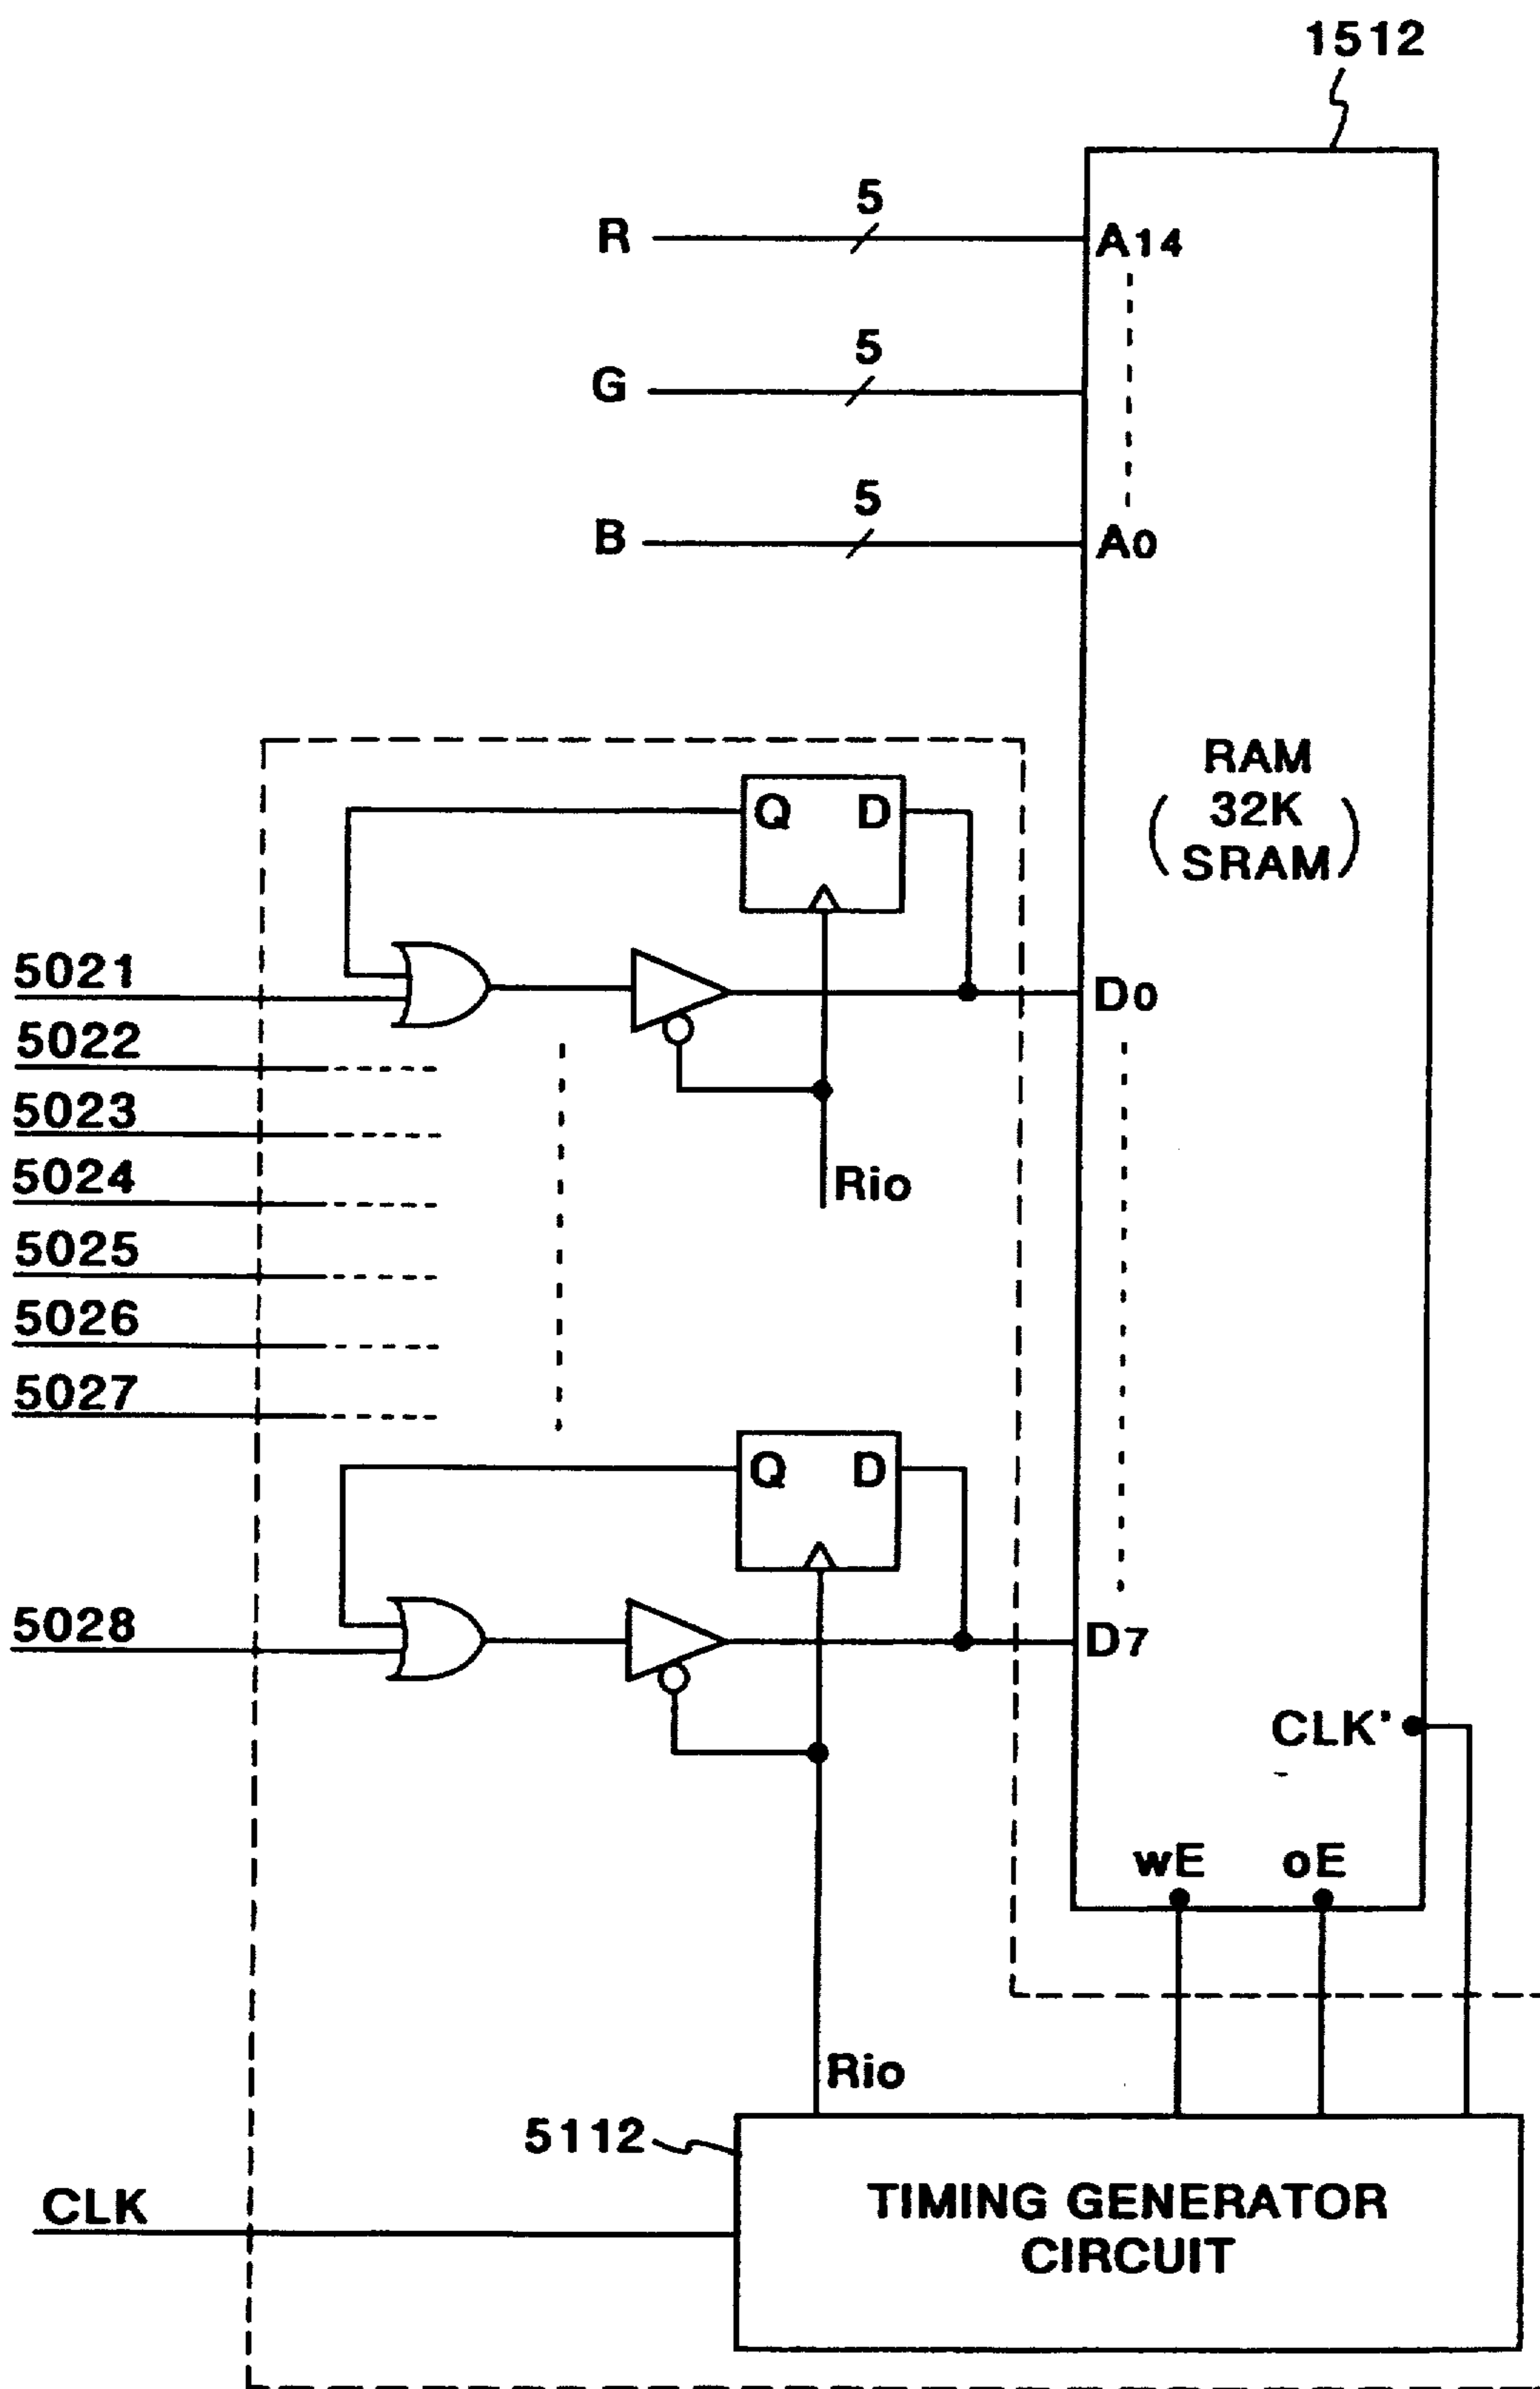 1512
5
R
A14
5
G
5
B
A0
RAM
( 32K )
SRAM
Q D
5021
D0
5022
5023
5024
Rio
5025
5026
5027
Q D
5028
D7
CLK'
wE oE
Rio
5112
CLK
TIMING GENERATOR
CIRCUIT